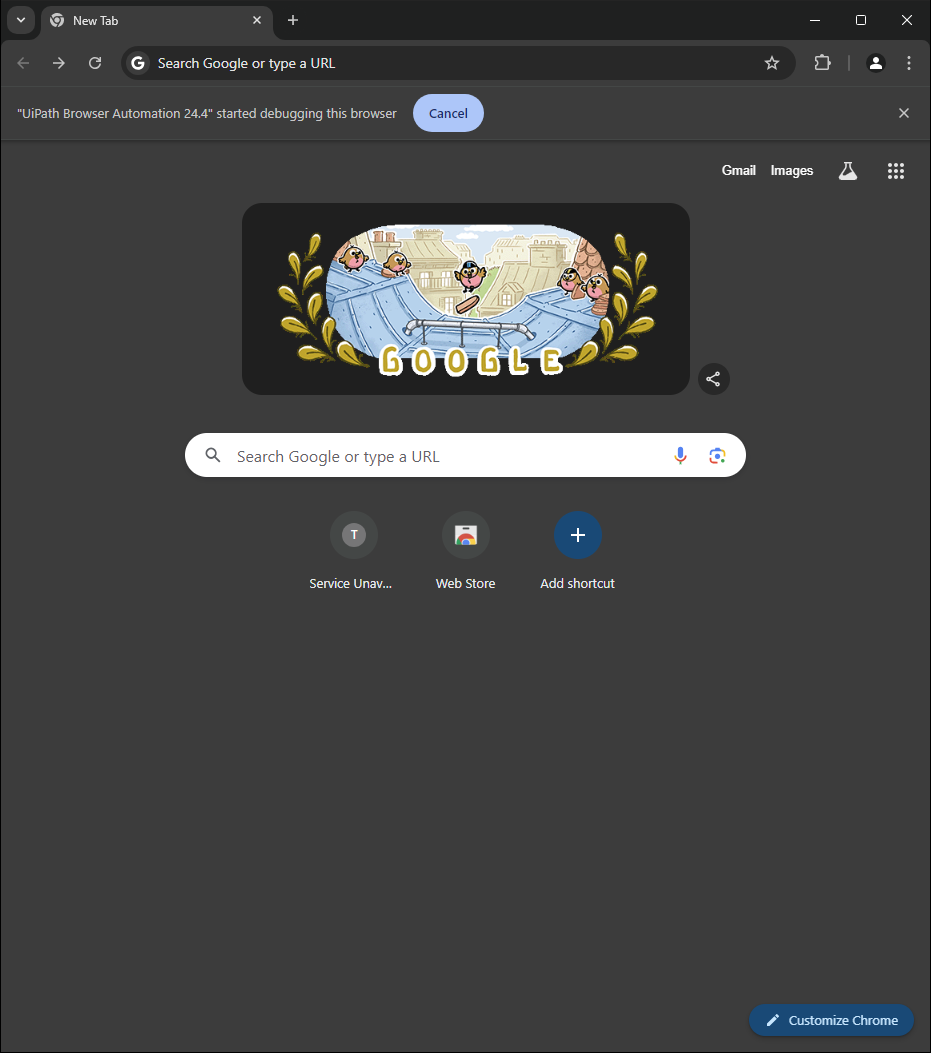 New Tab
Search Google or type a URL
"UiPath Browser Automation 24.4" started debugging this browser
Cancel
Gmail Images
GOOGLE
Search Google or type a URL
T
Service Unav...
Web Store
Add shortcut
Customize Chrome